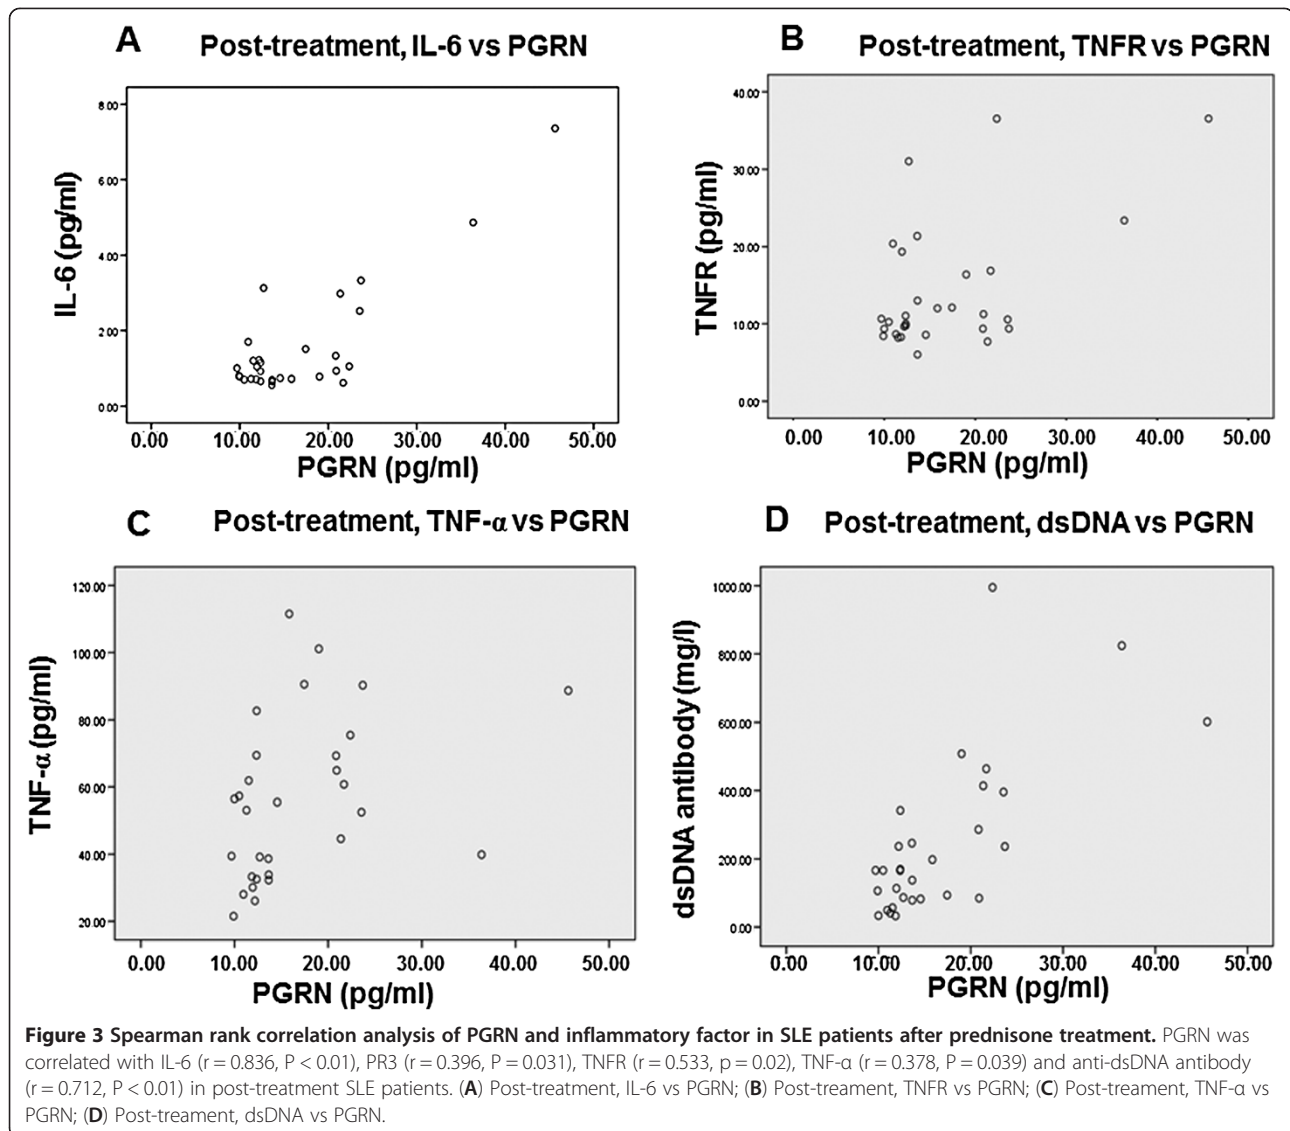 A Post-treatment, IL-6 vs PGRN
8.00
6.00
4.00
2.00
0.00
IL-6 (pg/ml)
0.00 10.00 20.00 30.00 40.00 50.00
PGRN (pg/ml)
B Post-treatment, TNFR vs PGRN
40.00
30.00
20.00
10.00
0.00
TNFR (pg/ml)
0.00 10.00 20.00 30.00 40.00 50.00
PGRN (pg/ml)
C Post-treatment, TNF-α vs PGRN
120.00
100.00
80.00
60.00
40.00
20.00
TNF-α (pg/ml)
0.00 10.00 20.00 30.00 40.00 50.00
PGRN (pg/ml)
D Post-treatment, dsDNA vs PGRN
1000.00
800.00
600.00
400.00
200.00
0.00
dsDNA antibody (mg/l)
0.00 10.00 20.00 30.00 40.00 50.00
PGRN (pg/ml)
Figure 3 Spearman rank correlation analysis of PGRN and inflammatory factor in SLE patients after prednisone treatment. PGRN was
correlated with IL-6 (r = 0.836, P < 0.01), PR3 (r = 0.396, P = 0.031), TNFR (r = 0.533, p = 0.02), TNF-α (r = 0.378, P = 0.039) and anti-dsDNA antibody
(r = 0.712, P < 0.01) in post-treatment SLE patients. (A) Post-treatment, IL-6 vs PGRN; (B) Post-treament, TNFR vs PGRN; (C) Post-treament, TNF-α vs
PGRN; (D) Post-treament, dsDNA vs PGRN.